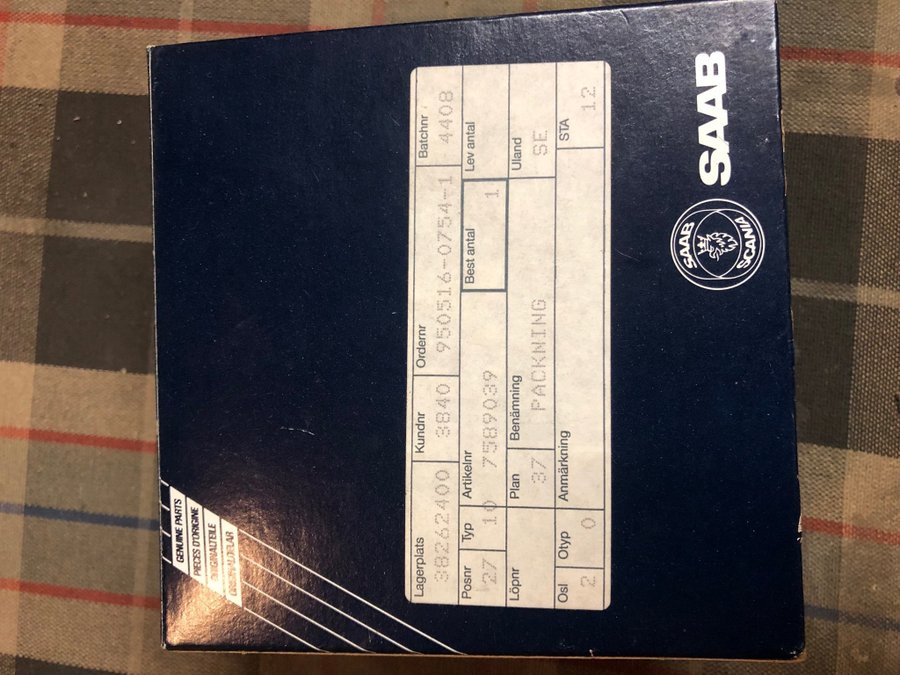 GENUINE PARTS
PIECES D'ORIGINE
ORIGINALTEILE
ORIGINALDELAR
Lagerplats Kundnr Ordernr Batchnr
38262400 3840 950516-0754-1 4408
Posnr Typ Artikelnr Best antal Lev antal
27 10 7589039 1
Löpnr Plan Benämning Uland
37 PACKNING SE
Osl Otyp Anmärkning STA
2 0 12
SAAB
SCANIA
SAAB